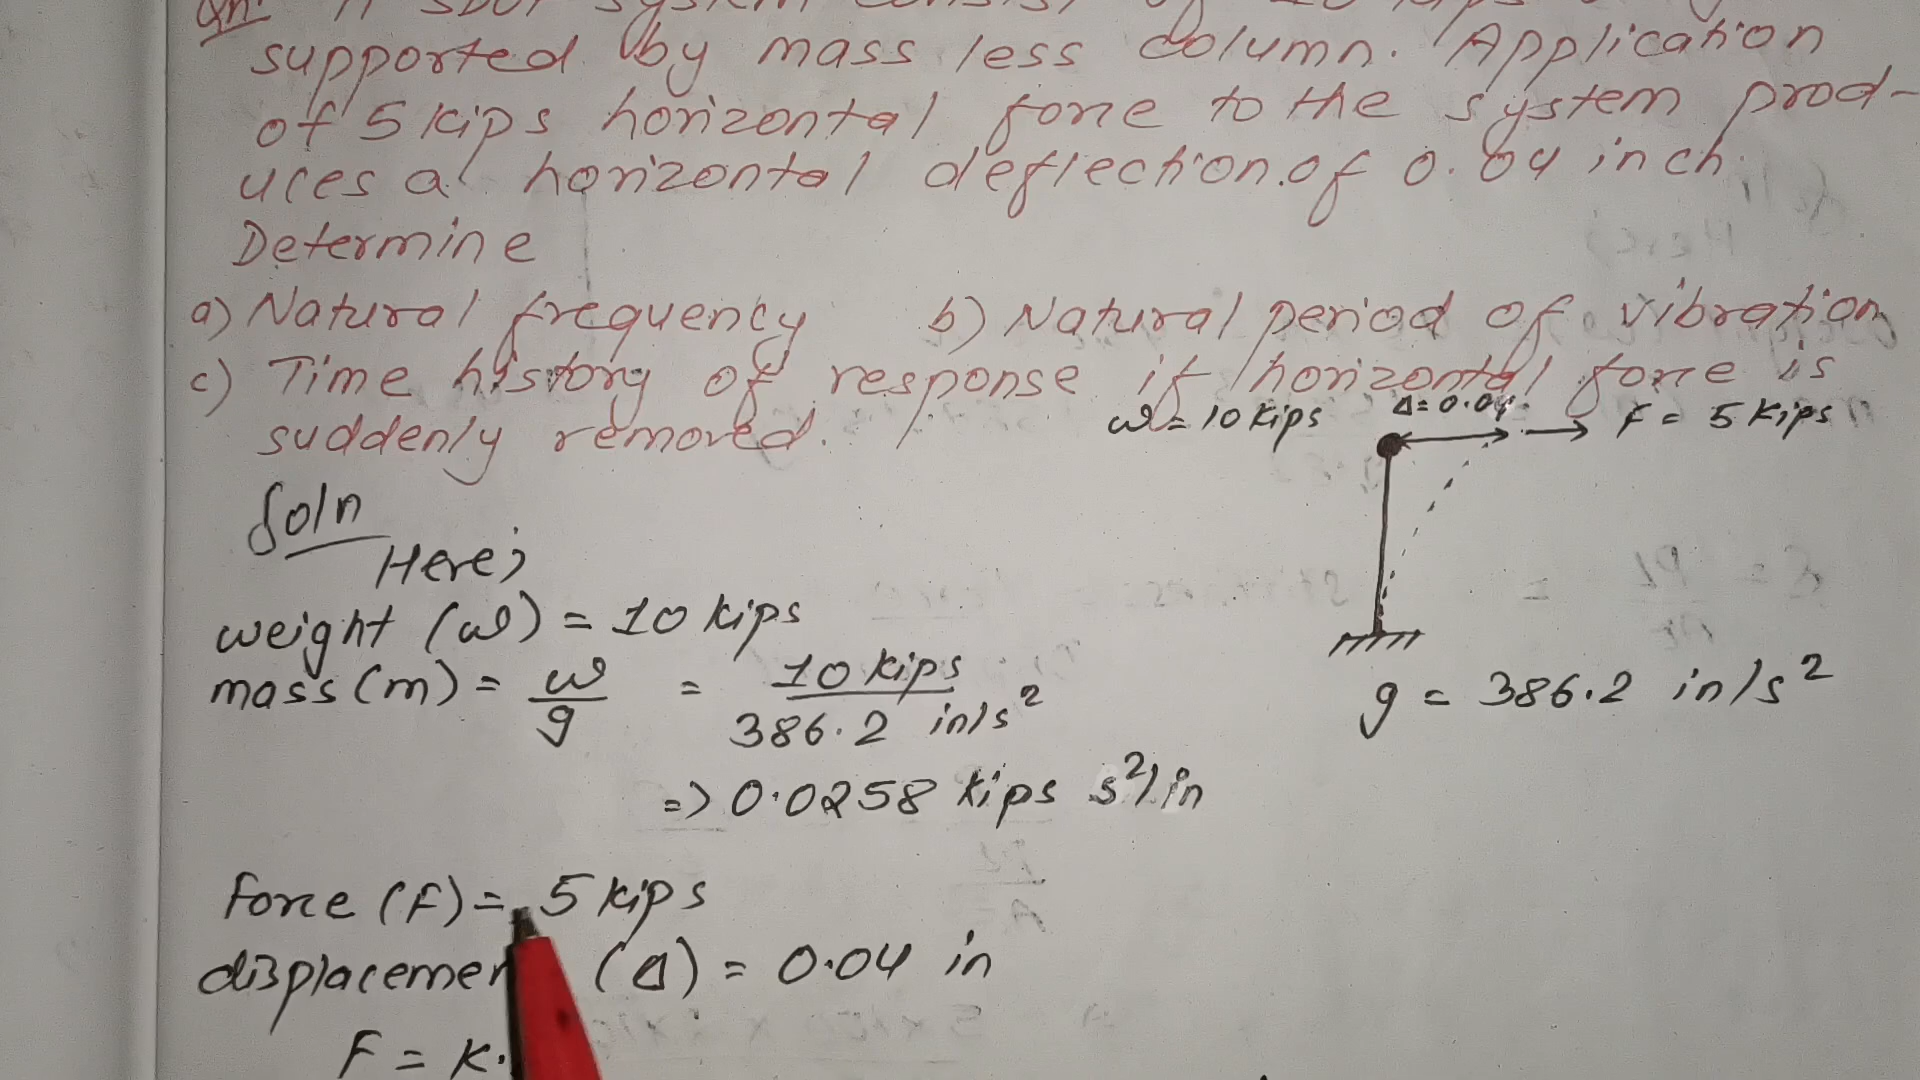 supported by mass less column. Application
of 5 kips horizontal force to the system prod-
uces a horizontal deflection of 0.04 inch.
Determine
a) Natural frequency b) Natural period of vibration
c) Time history of response if horizontal force is
suddenly removed.
w = 10 kips Δ = 0.04 F = 5 kips
Soln
Here;
weight (w) = 10 kips
mass (m) = w/g = 10 kips / 386.2 in/s²
g = 386.2 in/s²
=> 0.0258 kips s²/in
Force (F) = 5 kips
(Δ) = 0.04 in
F = K.